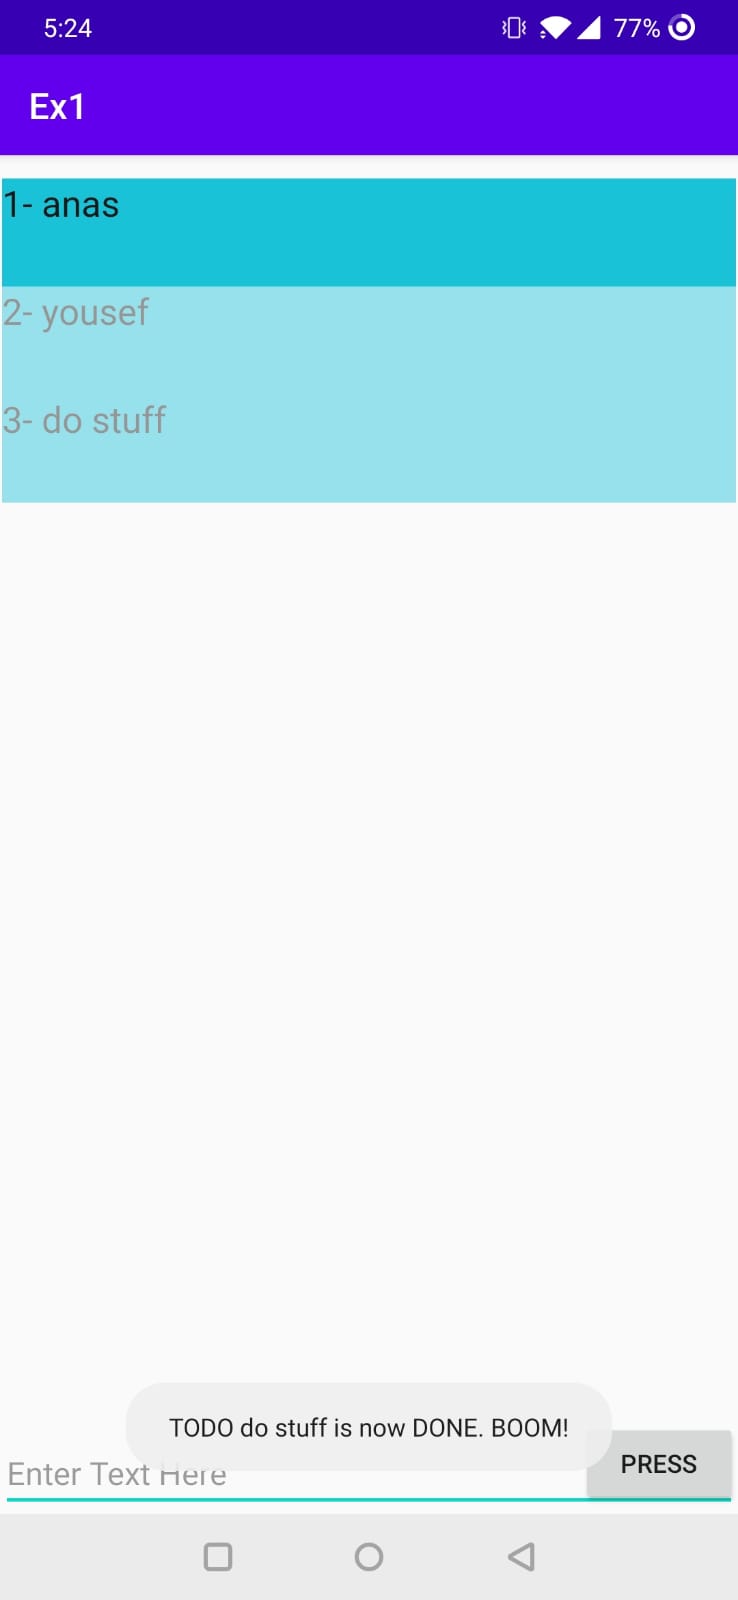 5:24 77%
Ex1
1- anas
2- yousef
3- do stuff
TODO do stuff is now DONE. BOOM!
Enter Text Here
PRESS